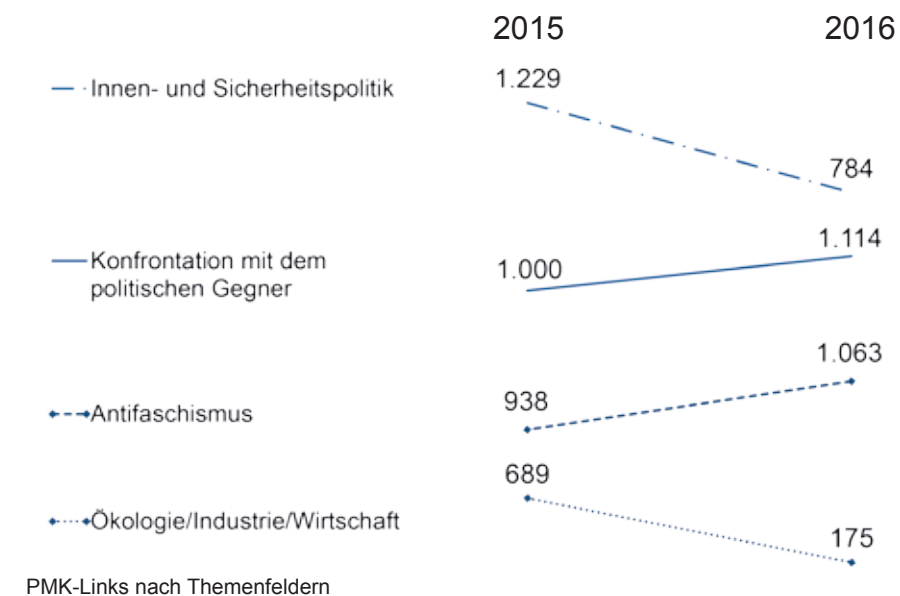 2015 2016
Innen- und Sicherheitspolitik 1.229 784
Konfrontation mit dem
politischen Gegner 1.000 1.114
Antifaschismus 938 1.063
Ökologie/Industrie/Wirtschaft 689 175
PMK-Links nach Themenfeldern